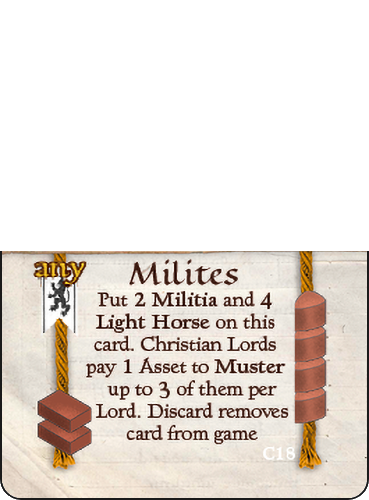 any
Milites
Put 2 Militia and 4
Light Horse on this
card. Christian Lords
pay 1 Asset to Muster
up to 3 of them per
Lord. Discard removes
card from game
C18